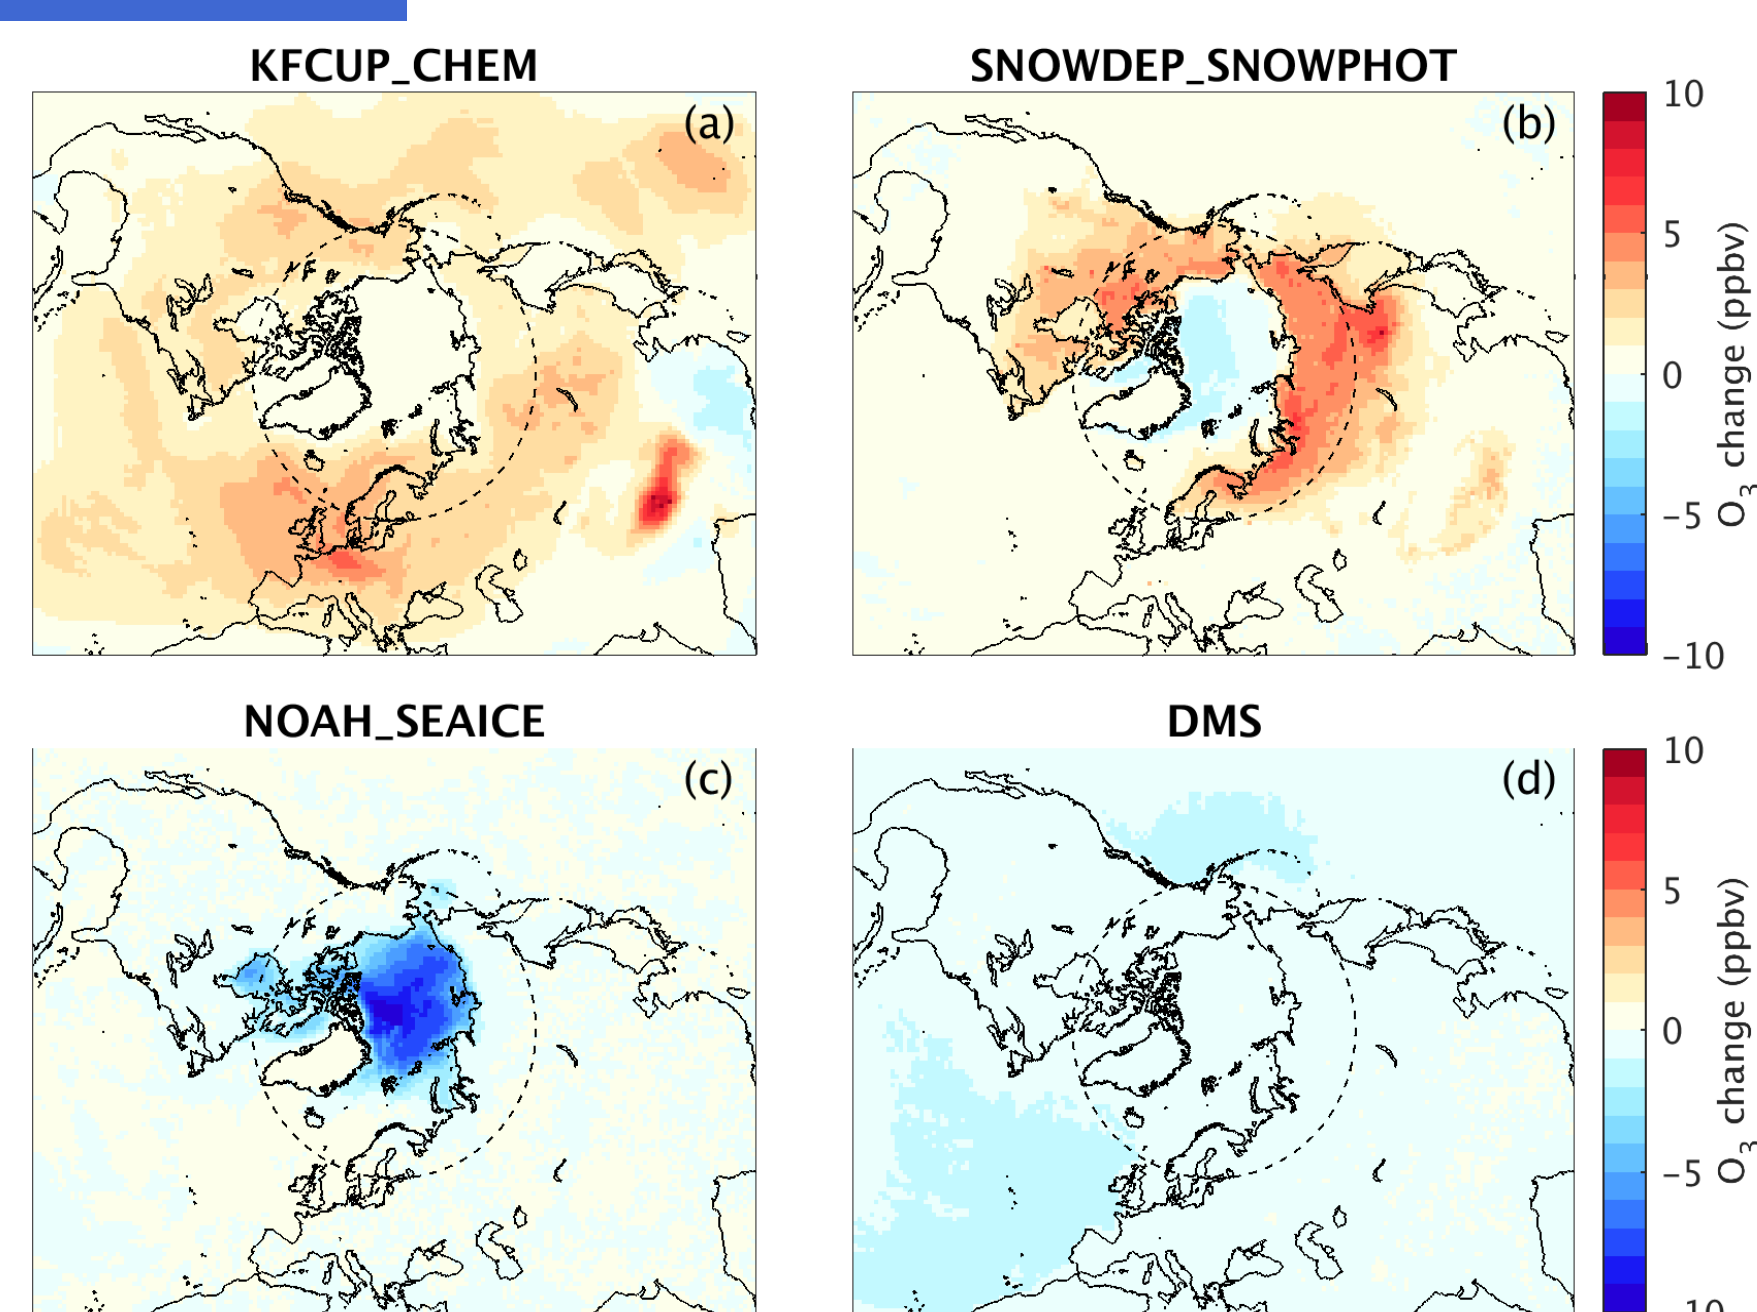 KFCUP_CHEM
SNOWDEP_SNOWPHOT
(a)
(b)
10
5
0
−5
−10
O₃ change (ppbv)
NOAH_SEAICE
DMS
(c)
(d)
10
5
0
−5
O₃ change (ppbv)